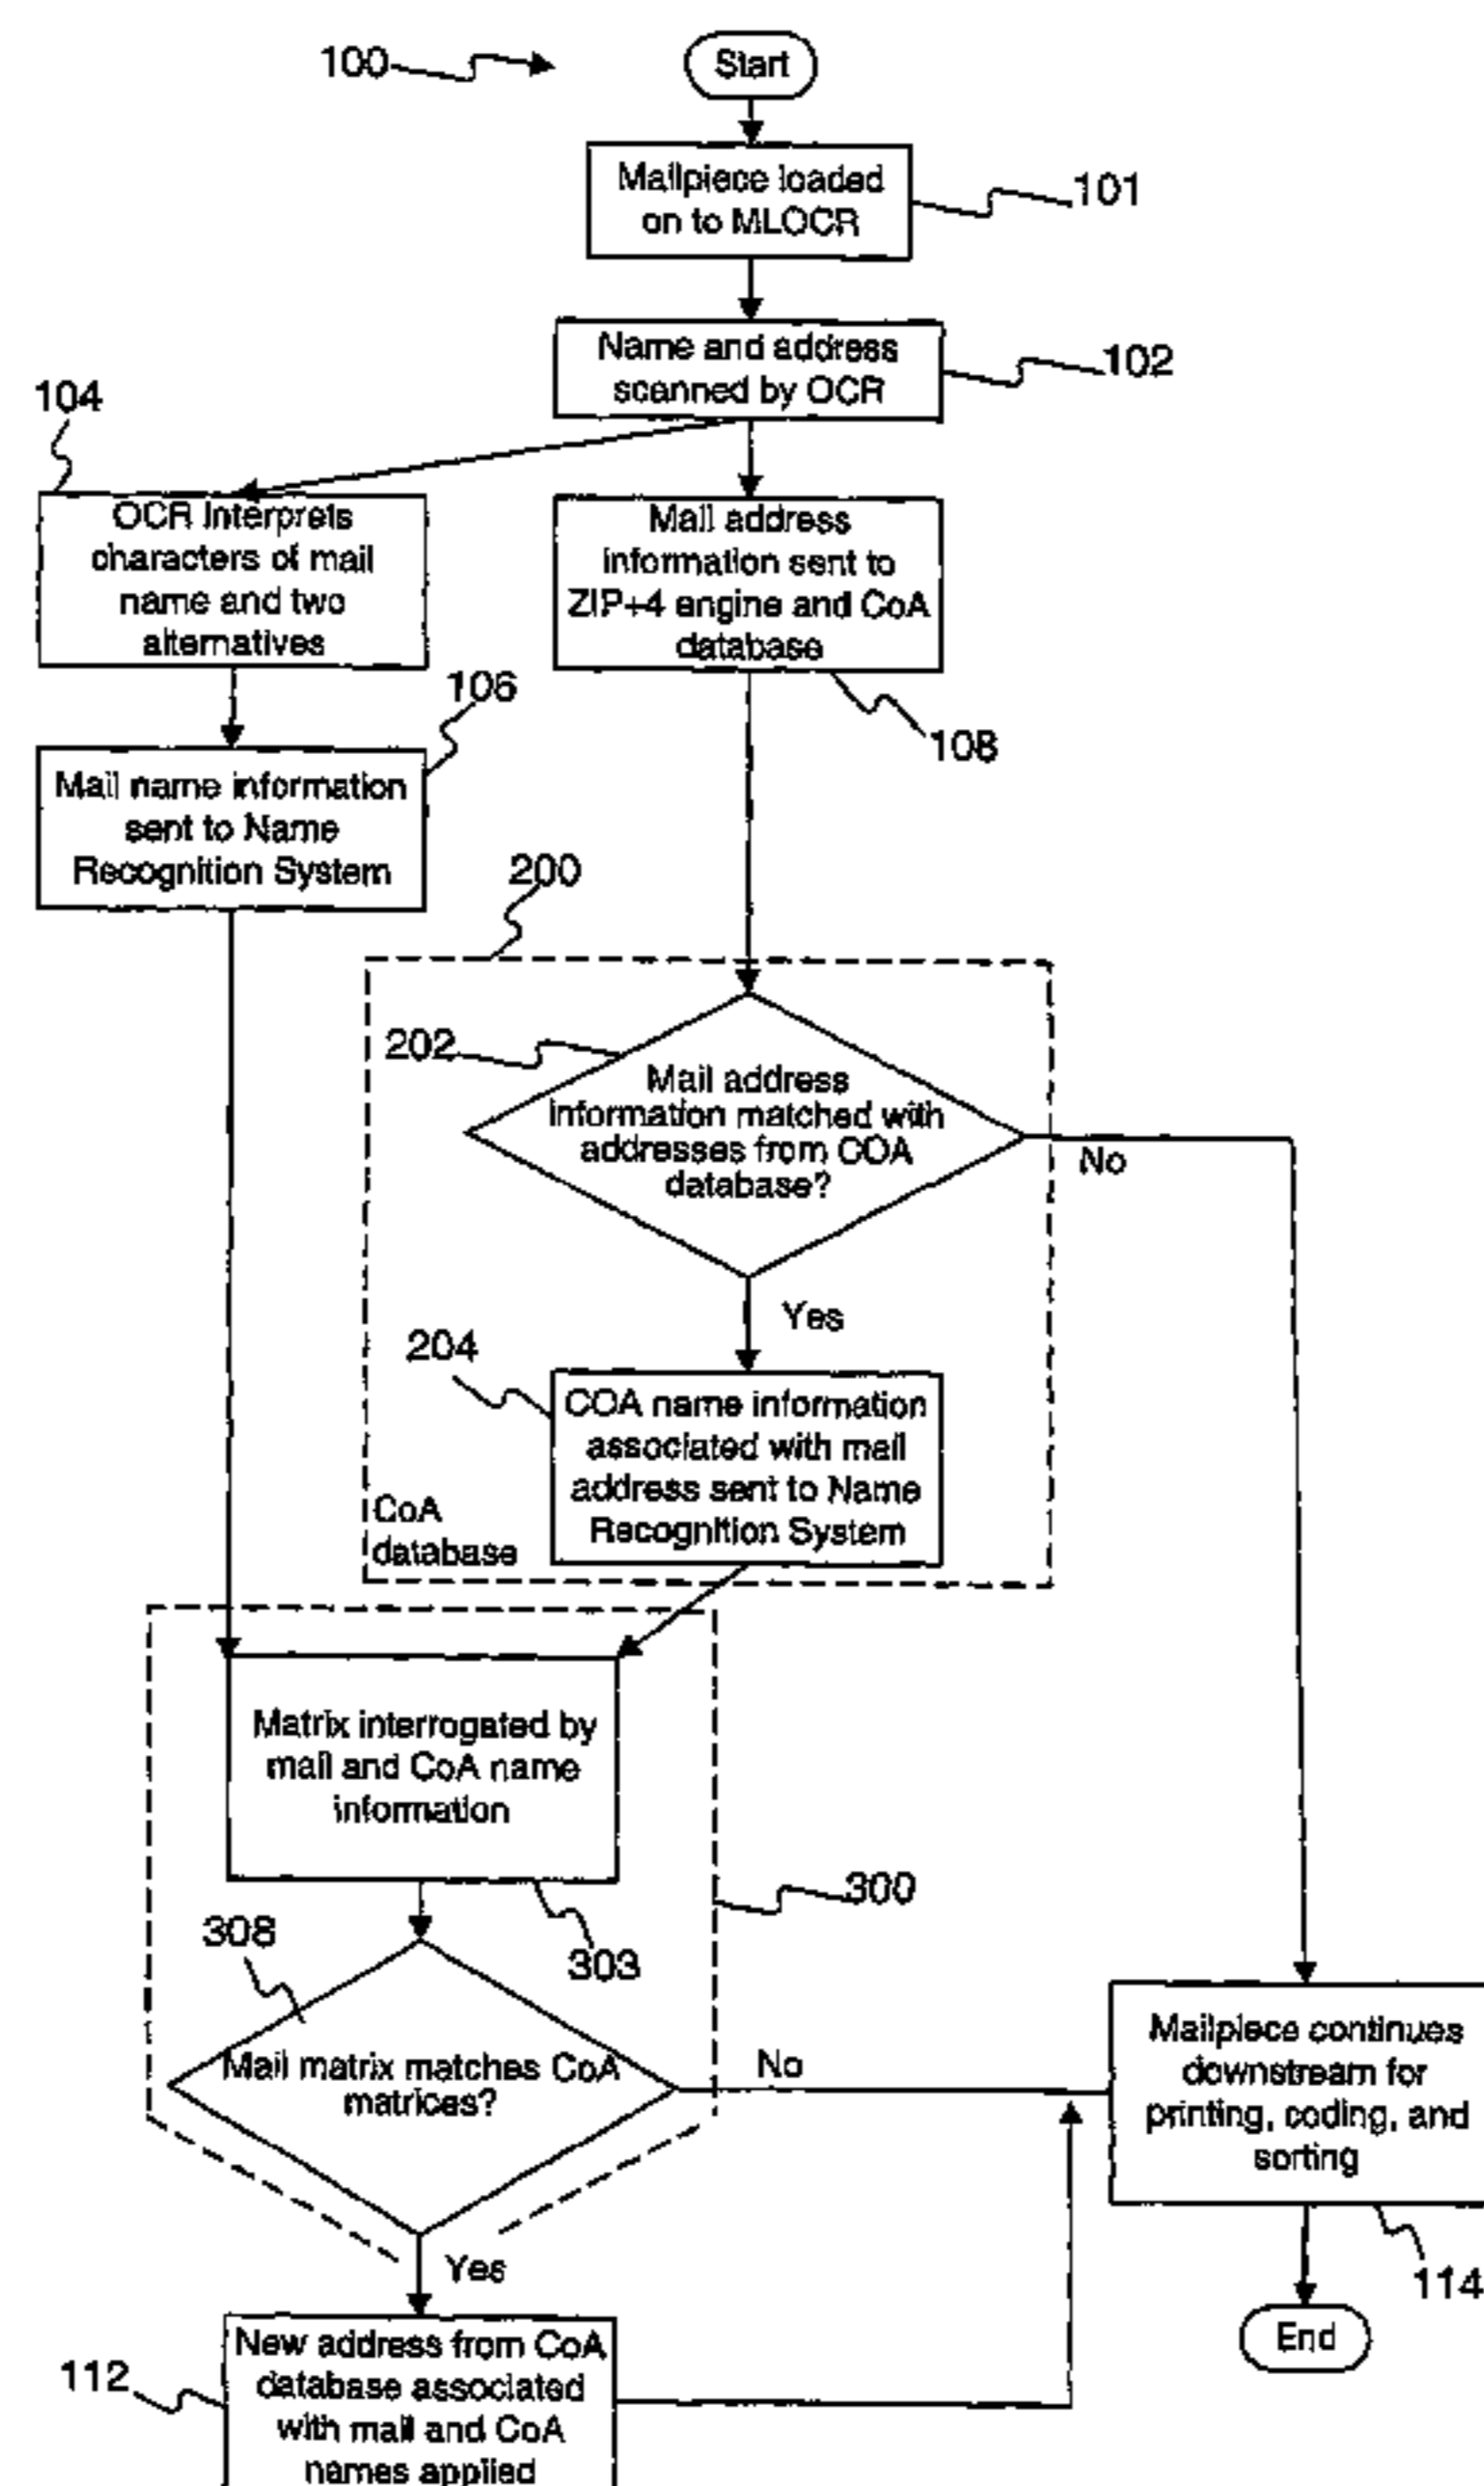 100
Start
Mailpiece loaded
on to MLOCR
101
Name and address
scanned by OCR
102
104
OCR Interprets
characters of mail
name and two
alternatives
Mail address
information sent to
ZIP+4 engine and CoA
database
108
106
Mail name information
sent to Name
Recognition System
200
202
Mail address
information matched with
addresses from COA
database?
No
Yes
204
COA name information
associated with mail
address sent to Name
Recognition System
CoA
database
Matrix interrogated by
mail and CoA name
information
300
303
308
Mail matrix matches CoA
matrices?
No
Yes
Mailpiece continues
downstream for
printing, coding, and
sorting
114
End
112
New address from CoA
database associated
with mail and CoA
names applied